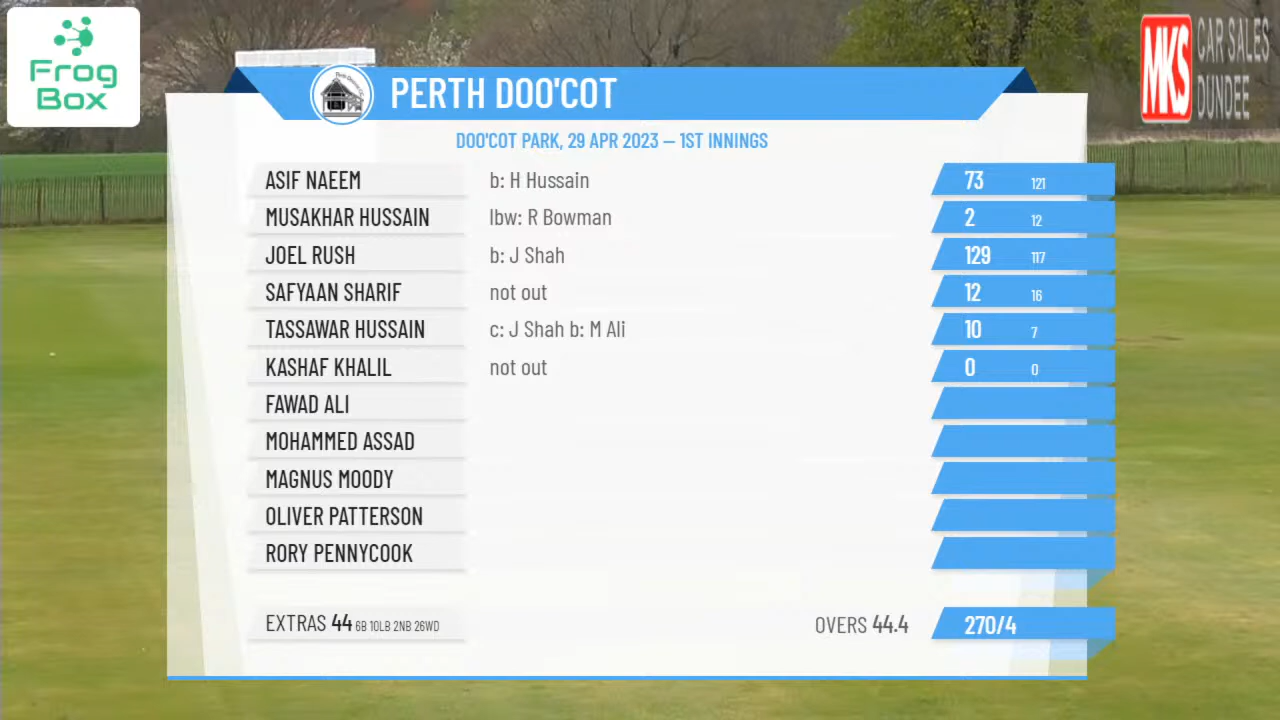 Frog
Box
MKS
CAR SALES
DUNDEE
PERTH DOO'COT
DOO'COT PARK, 29 APR 2023 – 1ST INNINGS
ASIF NAEEM b: H Hussain 73 121
MUSAKHAR HUSSAIN lbw: R Bowman 2 12
JOEL RUSH b: J Shah 129 117
SAFYAAN SHARIF not out 12 16
TASSAWAR HUSSAIN c: J Shah b: M Ali 10 7
KASHAF KHALIL not out 0 0
FAWAD ALI
MOHAMMED ASSAD
MAGNUS MOODY
OLIVER PATTERSON
RORY PENNYCOOK
EXTRAS 44 6B 10LB 2NB 26WD OVERS 44.4 270/4